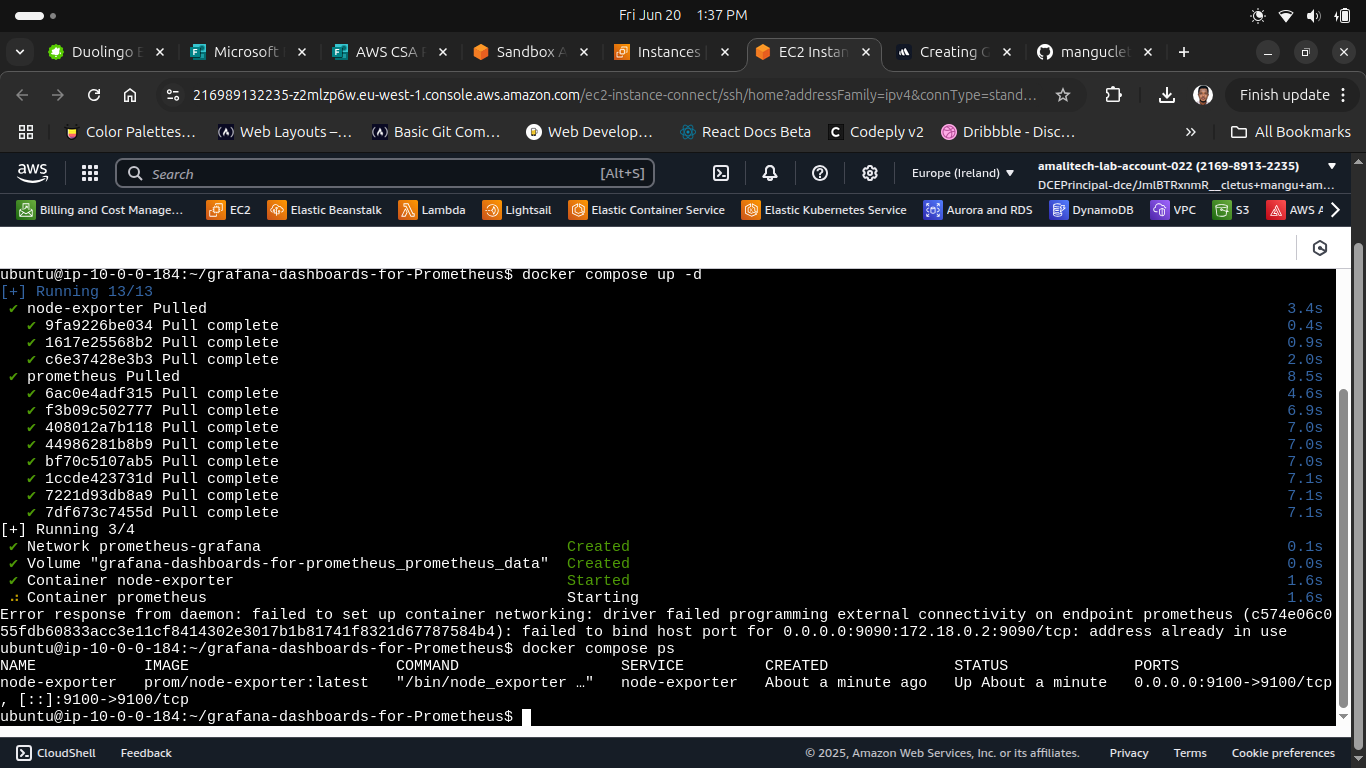 Fri Jun 20 1:37 PM
Duolingo E
Microsoft
AWS CSA F
Sandbox A
Instances
EC2 Instan
Creating C
manguclet
216989132235-z2mlzp6w.eu-west-1.console.aws.amazon.com/ec2-instance-connect/ssh/home?addressFamily=ipv4&connType=stand...
Finish update
Color Palettes...
Web Layouts –...
Basic Git Com...
Web Develop...
React Docs Beta
Codeply v2
Dribbble - Disc...
All Bookmarks
aws
Search [Alt+S]
Europe (Ireland)
amalitech-lab-account-022 (2169-8913-2235)
DCEPrincipal-dce/JmlBTRxnmR__cletus+mangu+am...
Billing and Cost Manage...
EC2
Elastic Beanstalk
Lambda
Lightsail
Elastic Container Service
Elastic Kubernetes Service
Aurora and RDS
DynamoDB
VPC
S3
AWS A
ubuntu@ip-10-0-0-184:~/grafana-dashboards-for-Prometheus$ docker compose up -d
[+] Running 13/13
✔ node-exporter Pulled 3.4s
✔ 9fa9226be034 Pull complete 0.4s
✔ 1617e25568b2 Pull complete 0.9s
✔ c6e37428e3b3 Pull complete 2.0s
✔ prometheus Pulled 8.5s
✔ 6ac0e4adf315 Pull complete 4.6s
✔ f3b09c502777 Pull complete 6.9s
✔ 408012a7b118 Pull complete 7.0s
✔ 44986281b8b9 Pull complete 7.0s
✔ bf70c5107ab5 Pull complete 7.0s
✔ 1ccde423731d Pull complete 7.1s
✔ 7221d93db8a9 Pull complete 7.1s
✔ 7df673c7455d Pull complete 7.1s
[+] Running 3/4
✔ Network prometheus-grafana Created 0.1s
✔ Volume "grafana-dashboards-for-prometheus_prometheus_data" Created 0.0s
✔ Container node-exporter Started 1.6s
Container prometheus Starting 1.6s
Error response from daemon: failed to set up container networking: driver failed programming external connectivity on endpoint prometheus (c574e06c0
55fdb60833acc3e11cf8414302e3017b1b81741f8321d67787584b4): failed to bind host port for 0.0.0.0:9090:172.18.0.2:9090/tcp: address already in use
ubuntu@ip-10-0-0-184:~/grafana-dashboards-for-Prometheus$ docker compose ps
NAME IMAGE COMMAND SERVICE CREATED STATUS PORTS
node-exporter prom/node-exporter:latest "/bin/node_exporter …" node-exporter About a minute ago Up About a minute 0.0.0.0:9100->9100/tcp
, [::]:9100->9100/tcp
ubuntu@ip-10-0-0-184:~/grafana-dashboards-for-Prometheus$
CloudShell
Feedback
© 2025, Amazon Web Services, Inc. or its affiliates.
Privacy
Terms
Cookie preferences